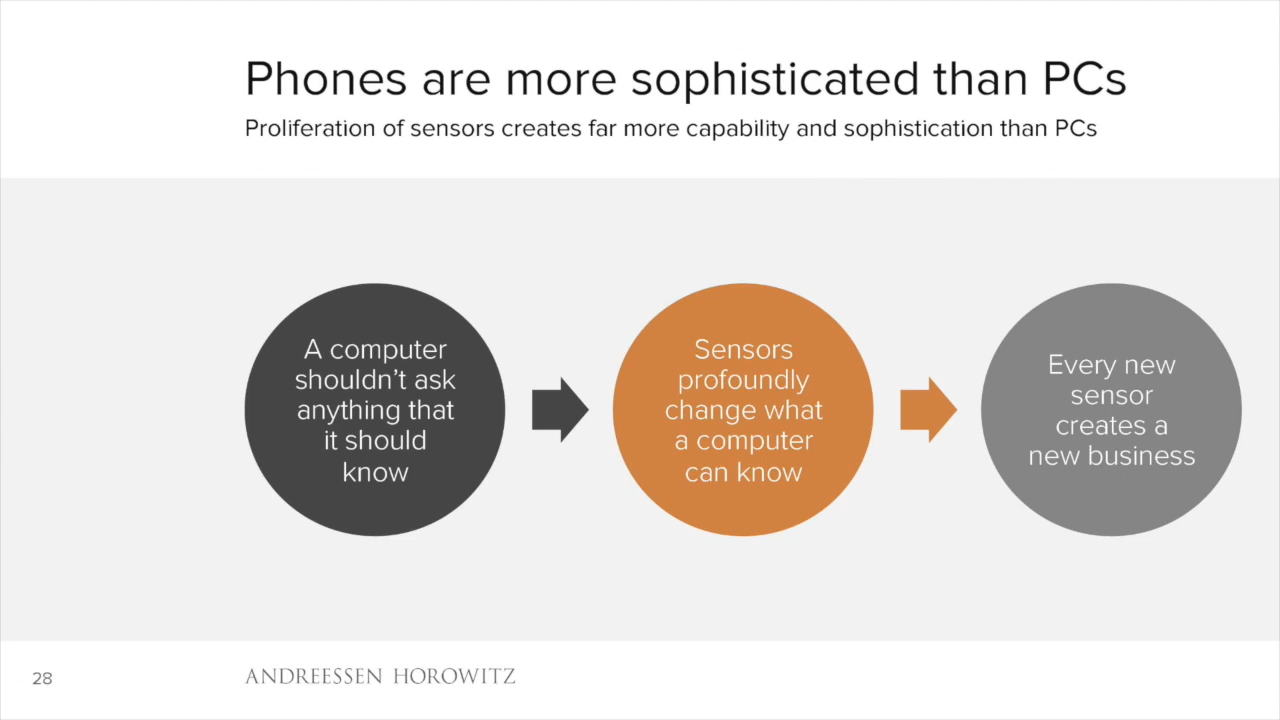 Phones are more sophisticated than PCs
Proliferation of sensors creates far more capability and sophistication than PCs
A computer
shouldn’t ask
anything that
it should
know
Sensors
profoundly
change what
a computer
can know
Every new
sensor
creates a
new business
28
ANDREESSEN HOROWITZ